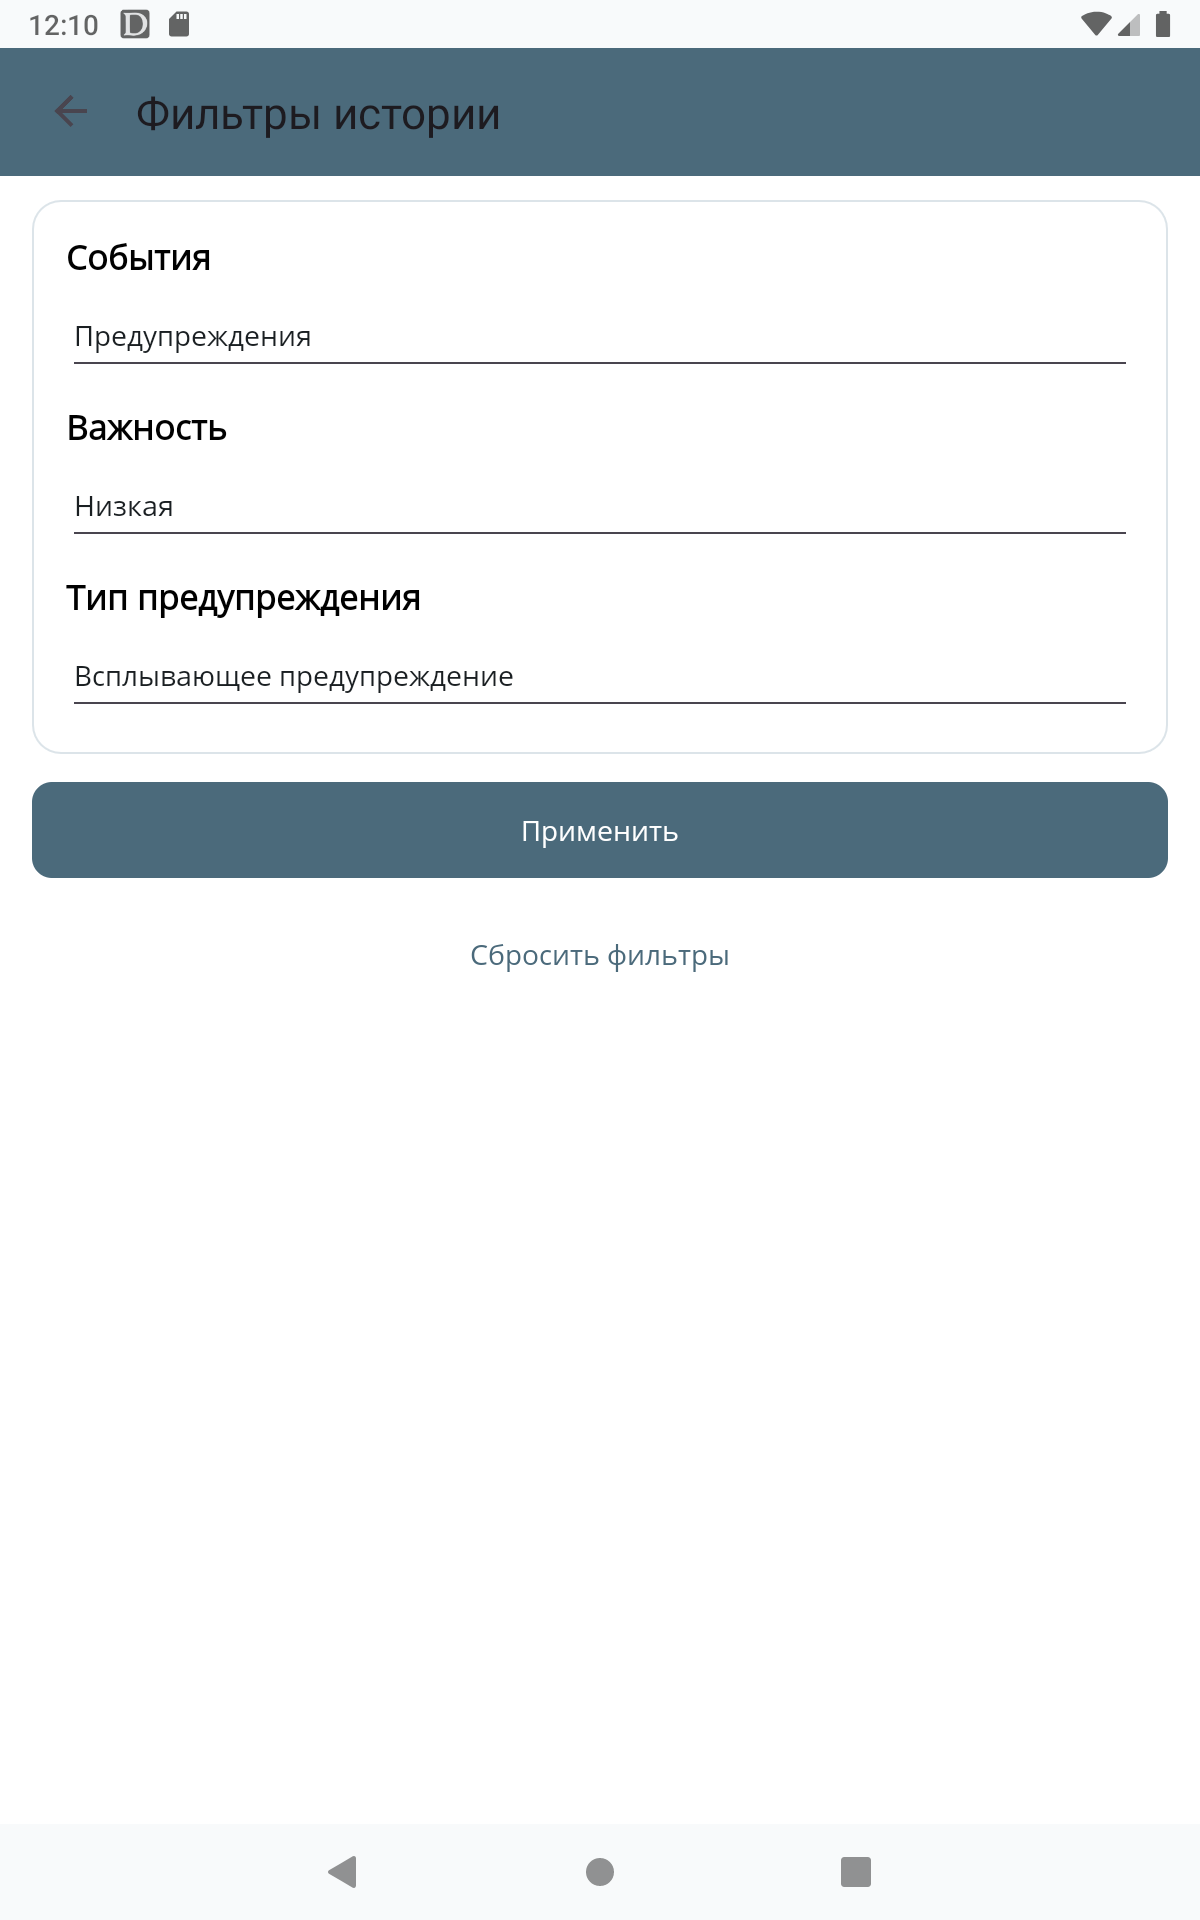 12:10
Фильтры истории
События
Предупреждения
Важность
Низкая
Тип предупреждения
Всплывающее предупреждение
Применить
Сбросить фильтры